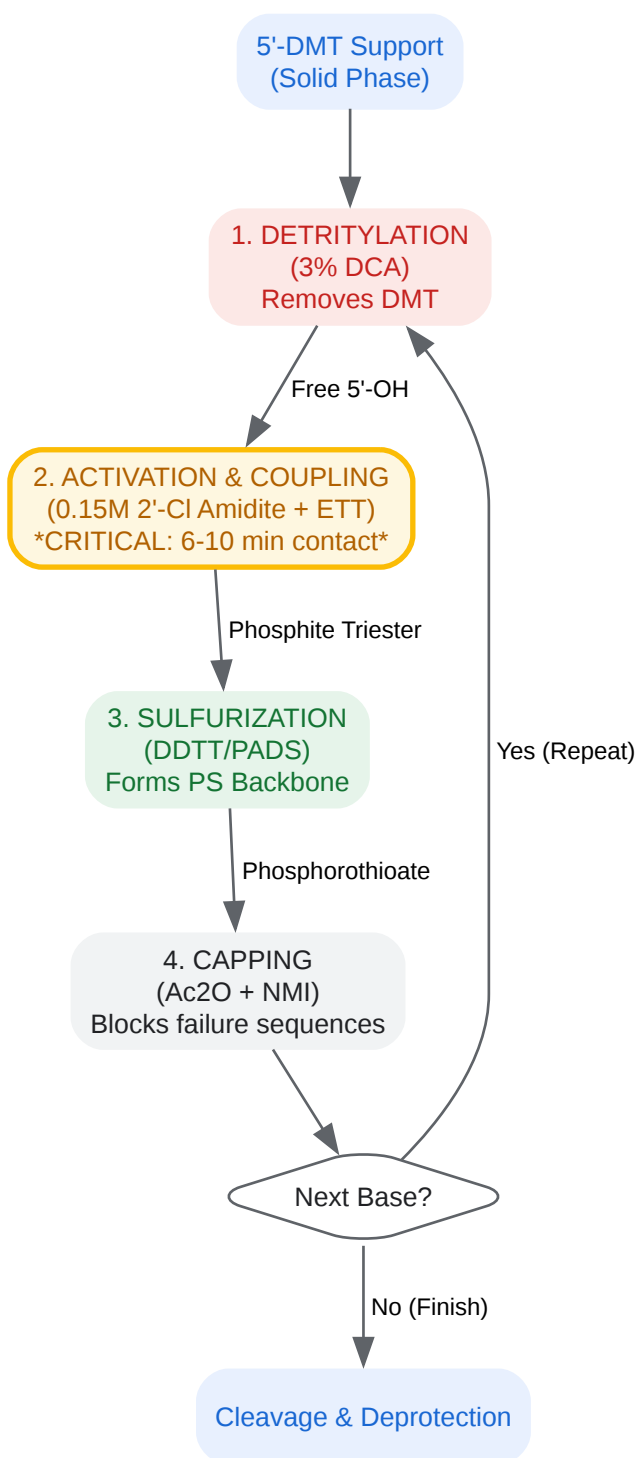 5'-DMT Support
(Solid Phase)
1. DETRITYLATION
(3% DCA)
Removes DMT
Free 5'-OH
2. ACTIVATION & COUPLING
(0.15M 2'-Cl Amidite + ETT)
*CRITICAL: 6-10 min contact*
Phosphite Triester
3. SULFURIZATION
(DDTT/PADS)
Forms PS Backbone
Yes (Repeat)
Phosphorothioate
4. CAPPING
(Ac2O + NMI)
Blocks failure sequences
Next Base?
No (Finish)
Cleavage & Deprotection